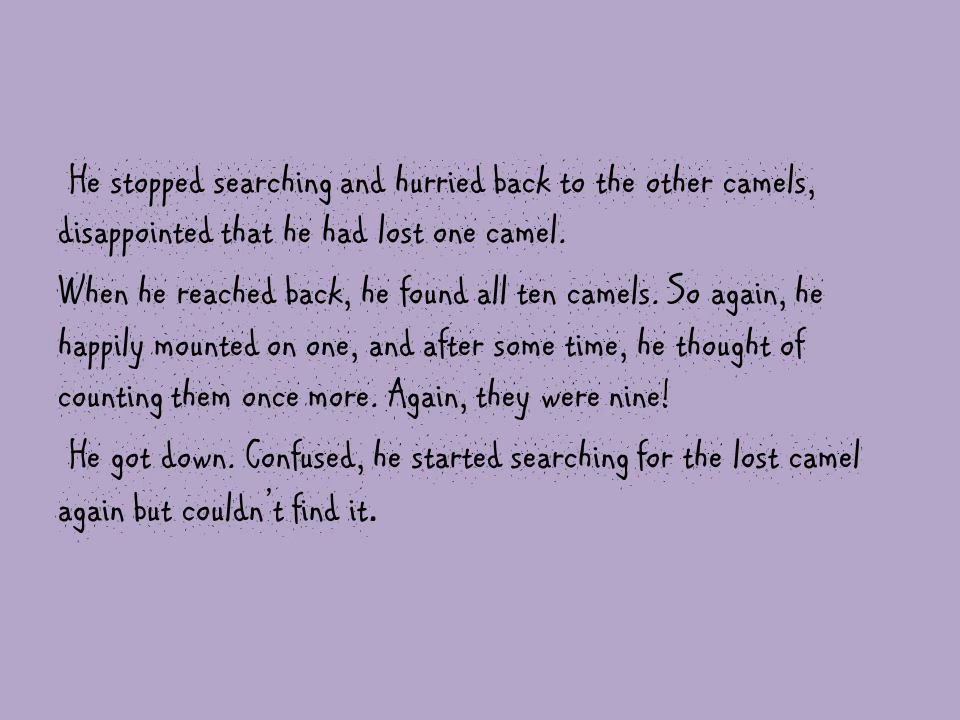 He stopped searching and hurried back to the other camels,
disappointed that he had lost one camel.
When he reached back, he found all ten camels. So again, he
happily mounted on one, and after some time, he thought of
counting them once more. Again, they were nine!
He got down. Confused, he started searching for the lost camel
again but couldn't find it.